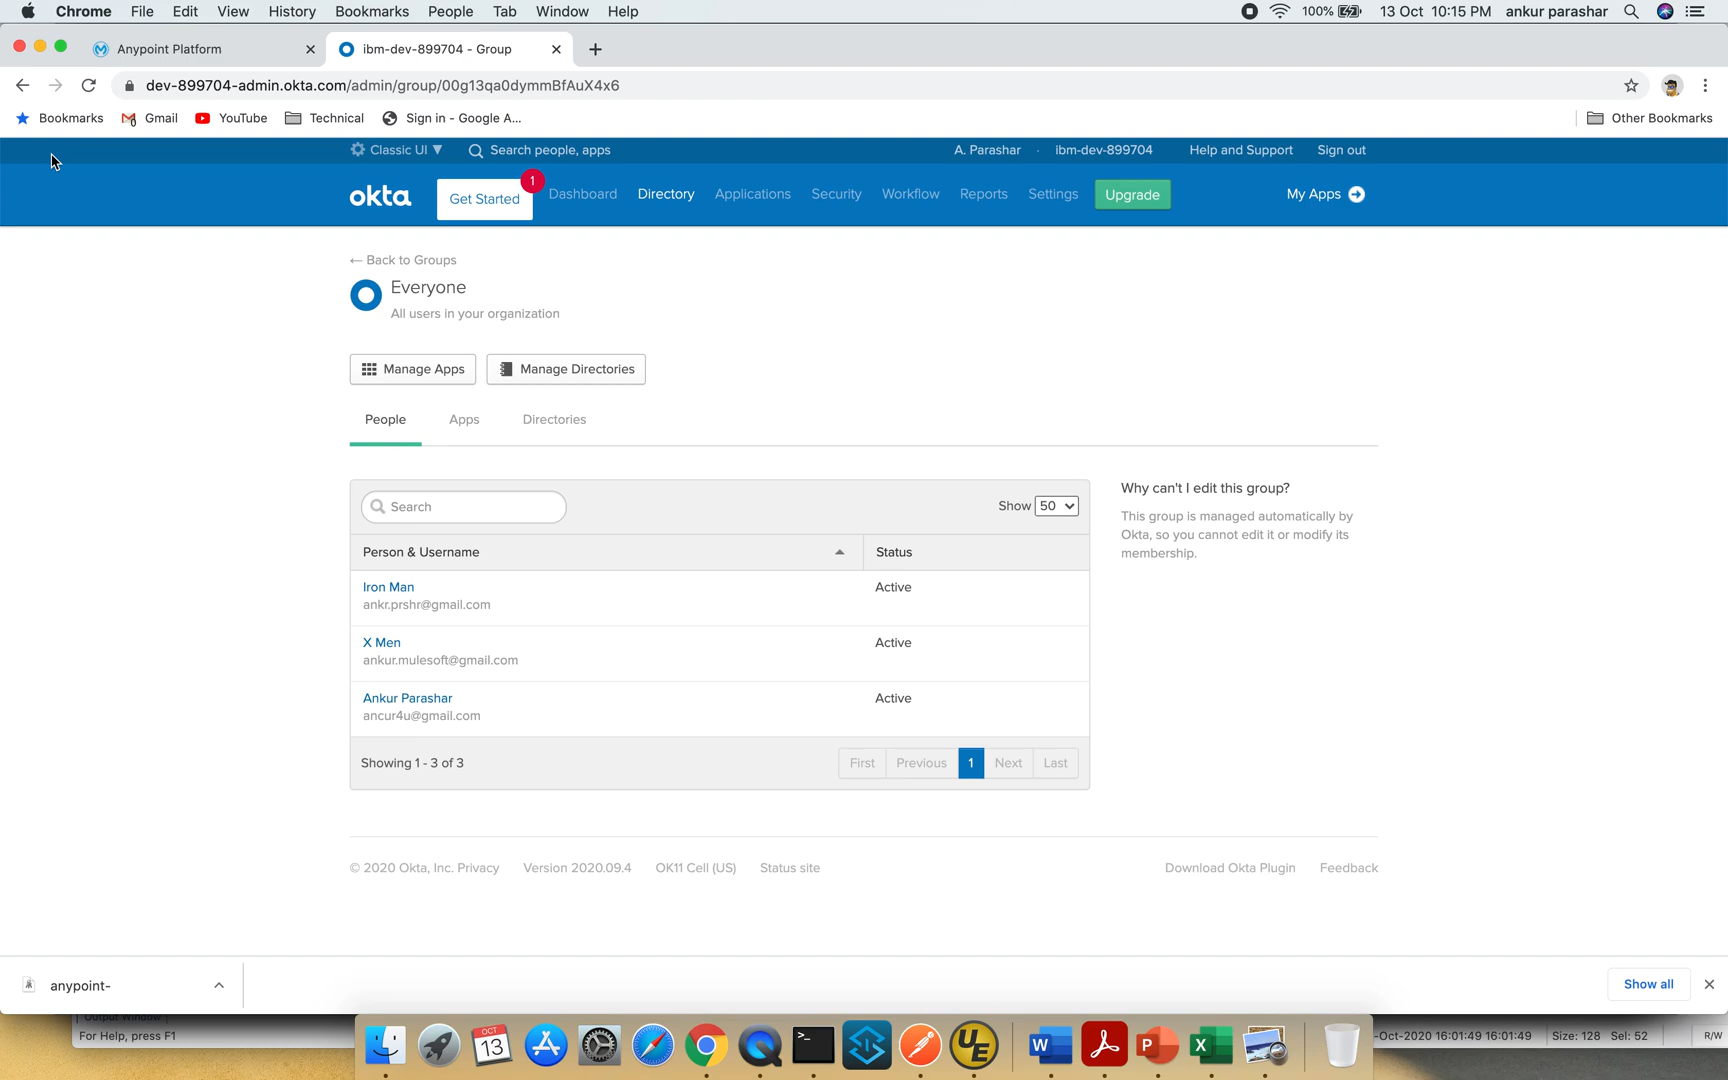 Chrome File Edit View History Bookmarks People Tab Window Help 100% 13 Oct 10:15 PM ankur parashar
Anypoint Platform ibm-dev-899704 - Group
dev-899704-admin.okta.com/admin/group/00g13qa0dymmBfAuX4x6
Bookmarks Gmail YouTube Technical Sign in - Google A... Other Bookmarks
Classic UI Search people, apps A. Parashar · ibm-dev-899704 Help and Support Sign out
okta Get Started 1 Dashboard Directory Applications Security Workflow Reports Settings Upgrade My Apps
← Back to Groups
Everyone
All users in your organization
Manage Apps Manage Directories
People Apps Directories
Search Show 50
Person & Username Status
Iron Man Active
ankr.prshr@gmail.com
X Men Active
ankur.mulesoft@gmail.com
Ankur Parashar Active
ancur4u@gmail.com
Showing 1 - 3 of 3 First Previous 1 Next Last
Why can't I edit this group?
This group is managed automatically by
Okta, so you cannot edit it or modify its
membership.
© 2020 Okta, Inc. Privacy Version 2020.09.4 OK11 Cell (US) Status site Download Okta Plugin Feedback
anypoint- Show all
Output Window
For Help, press F1 -Oct-2020 16:01:49 16:01:49 Size: 128 Sel: 52 R/W
OCT
13
>_
UE
W P X